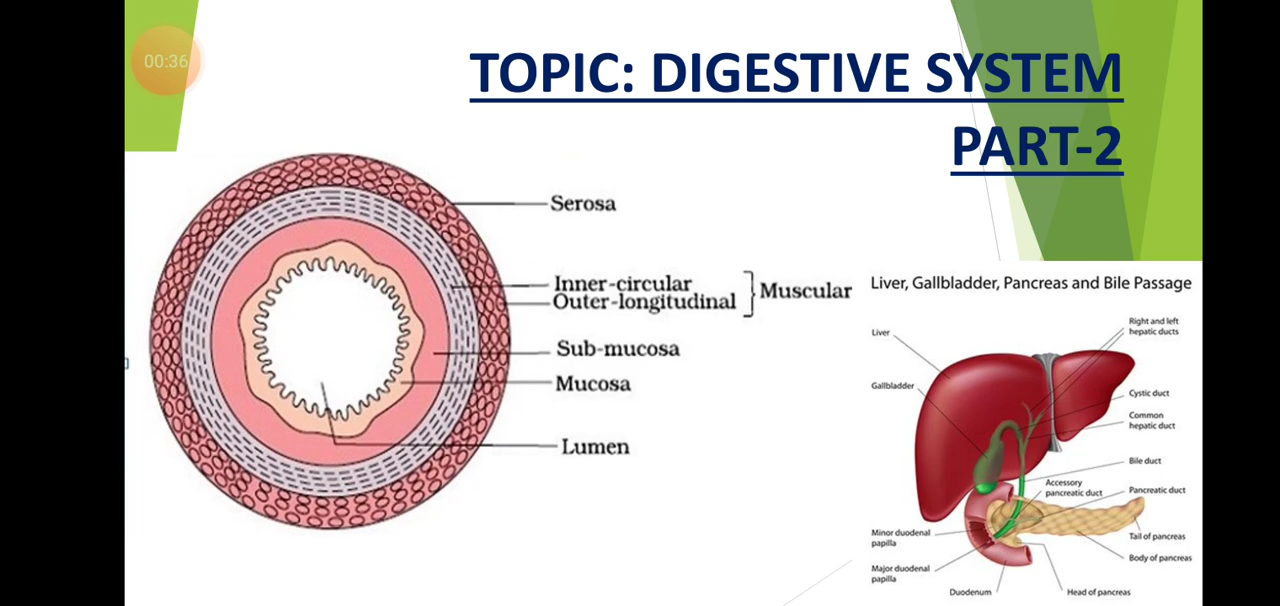 00:36
TOPIC: DIGESTIVE SYSTEM
PART-2
Serosa
Inner-circular
Outer-longitudinal
Muscular
Sub-mucosa
Mucosa
Lumen
Liver, Gallbladder, Pancreas and Bile Passage
Liver
Right and left
hepatic ducts
Gallbladder
Cystic duct
Common
hepatic duct
Bile duct
Accessory
pancreatic duct
Pancreatic duct
Minor duodenal
papilla
Tail of pancreas
Body of pancreas
Major duodenal
papilla
Duodenum
Head of pancreas